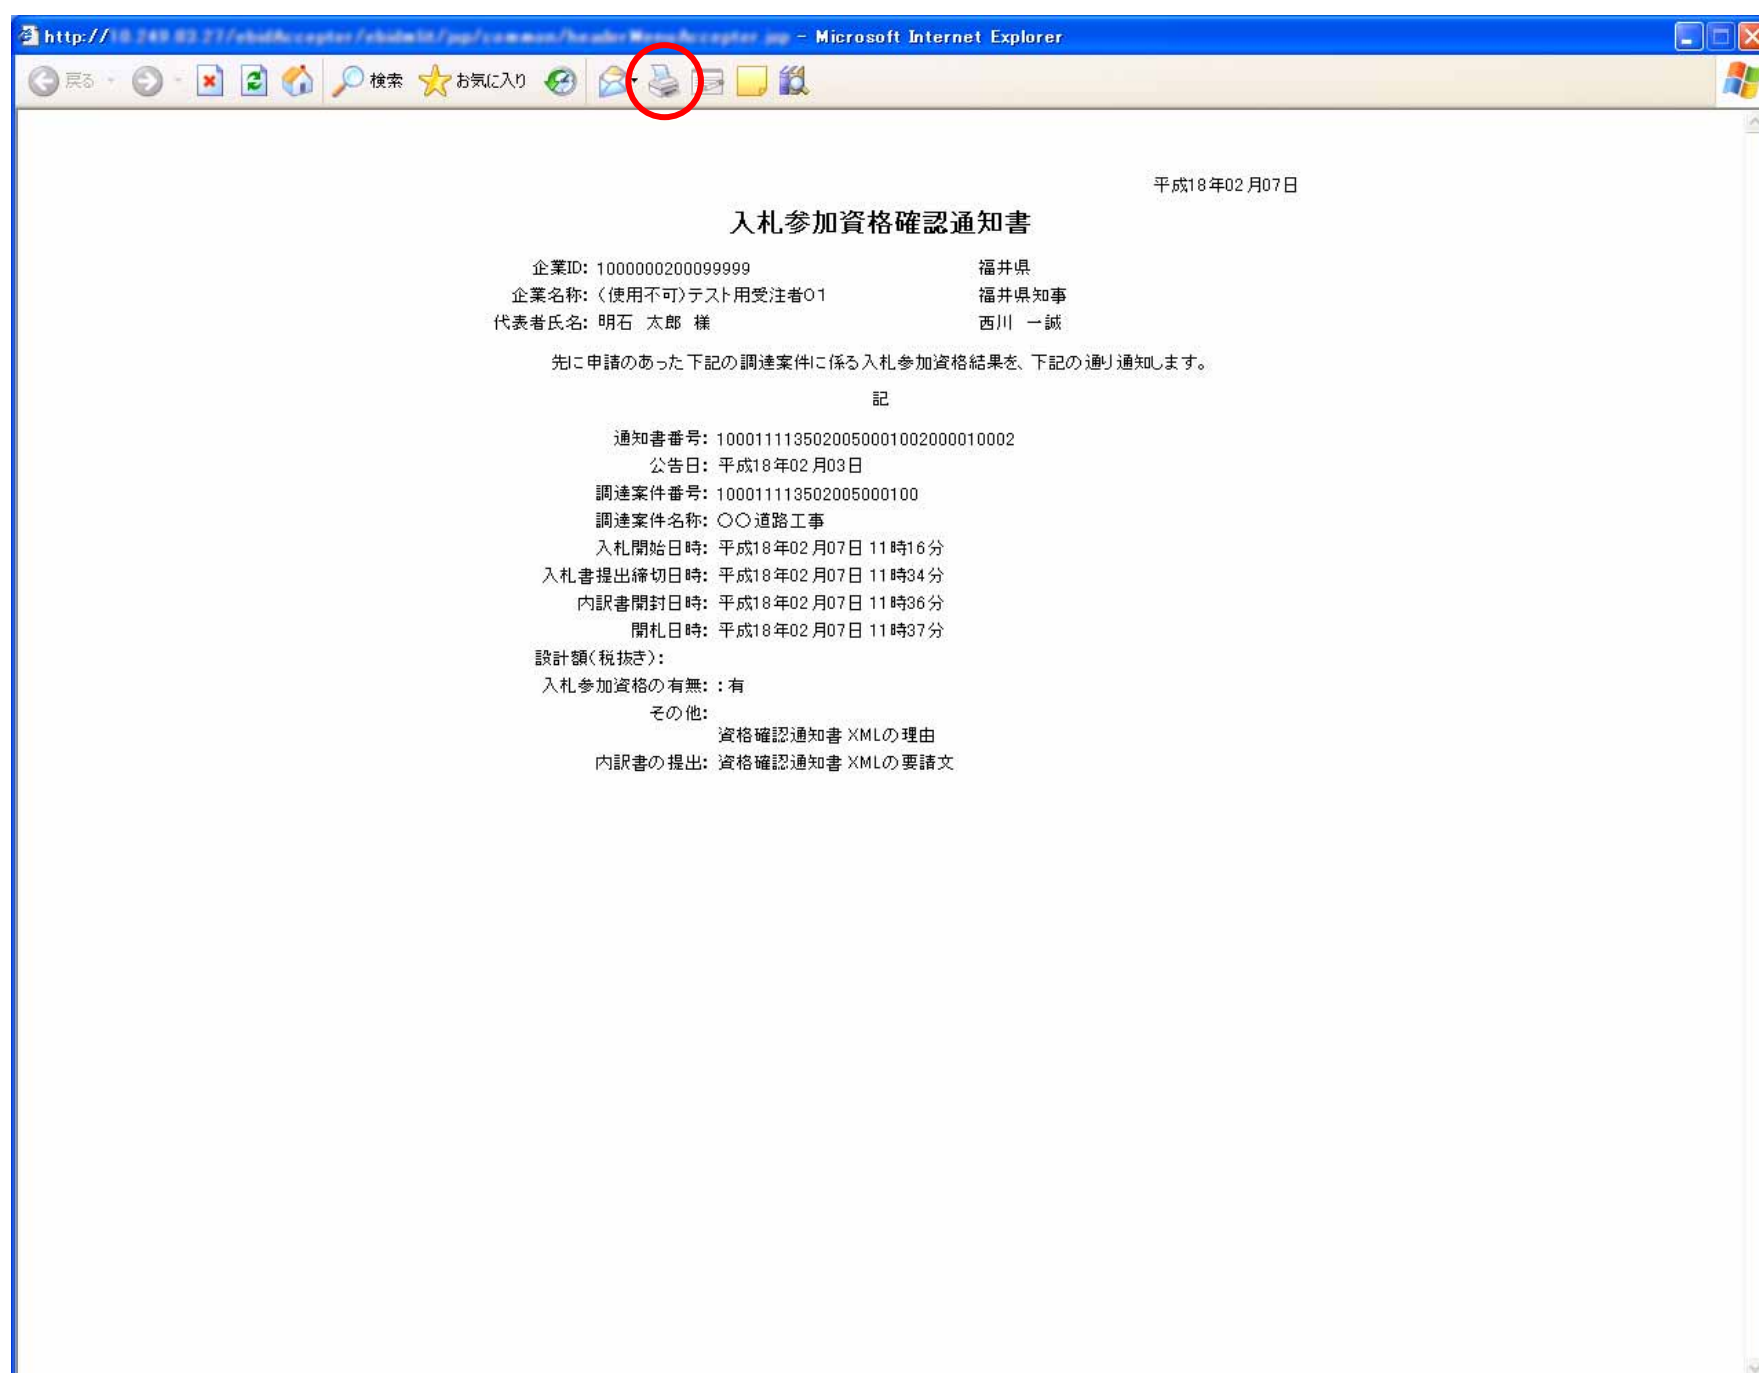 http:// - Microsoft Internet Explorer
戻る 検索 お気に入り
平成18年02月07日
入札参加資格確認通知書
企業ID: 1000000200099999 福井県
企業名称: (使用不可)テスト用受注者01 福井県知事
代表者氏名: 明石 太郎 様 西川 一誠
先に申請のあった下記の調達案件に係る入札参加資格結果を、下記の通り通知します。
記
通知書番号: 1000111135020050001002000010002
公告日: 平成18年02月03日
調達案件番号: 100011113502005000100
調達案件名称: 〇〇道路工事
入札開始日時: 平成18年02月07日 11時16分
入札書提出締切日時: 平成18年02月07日 11時34分
内訳書開封日時: 平成18年02月07日 11時36分
開札日時: 平成18年02月07日 11時37分
設計額(税抜き):
入札参加資格の有無: :有
その他:
資格確認通知書XMLの理由
内訳書の提出: 資格確認通知書XMLの要請文